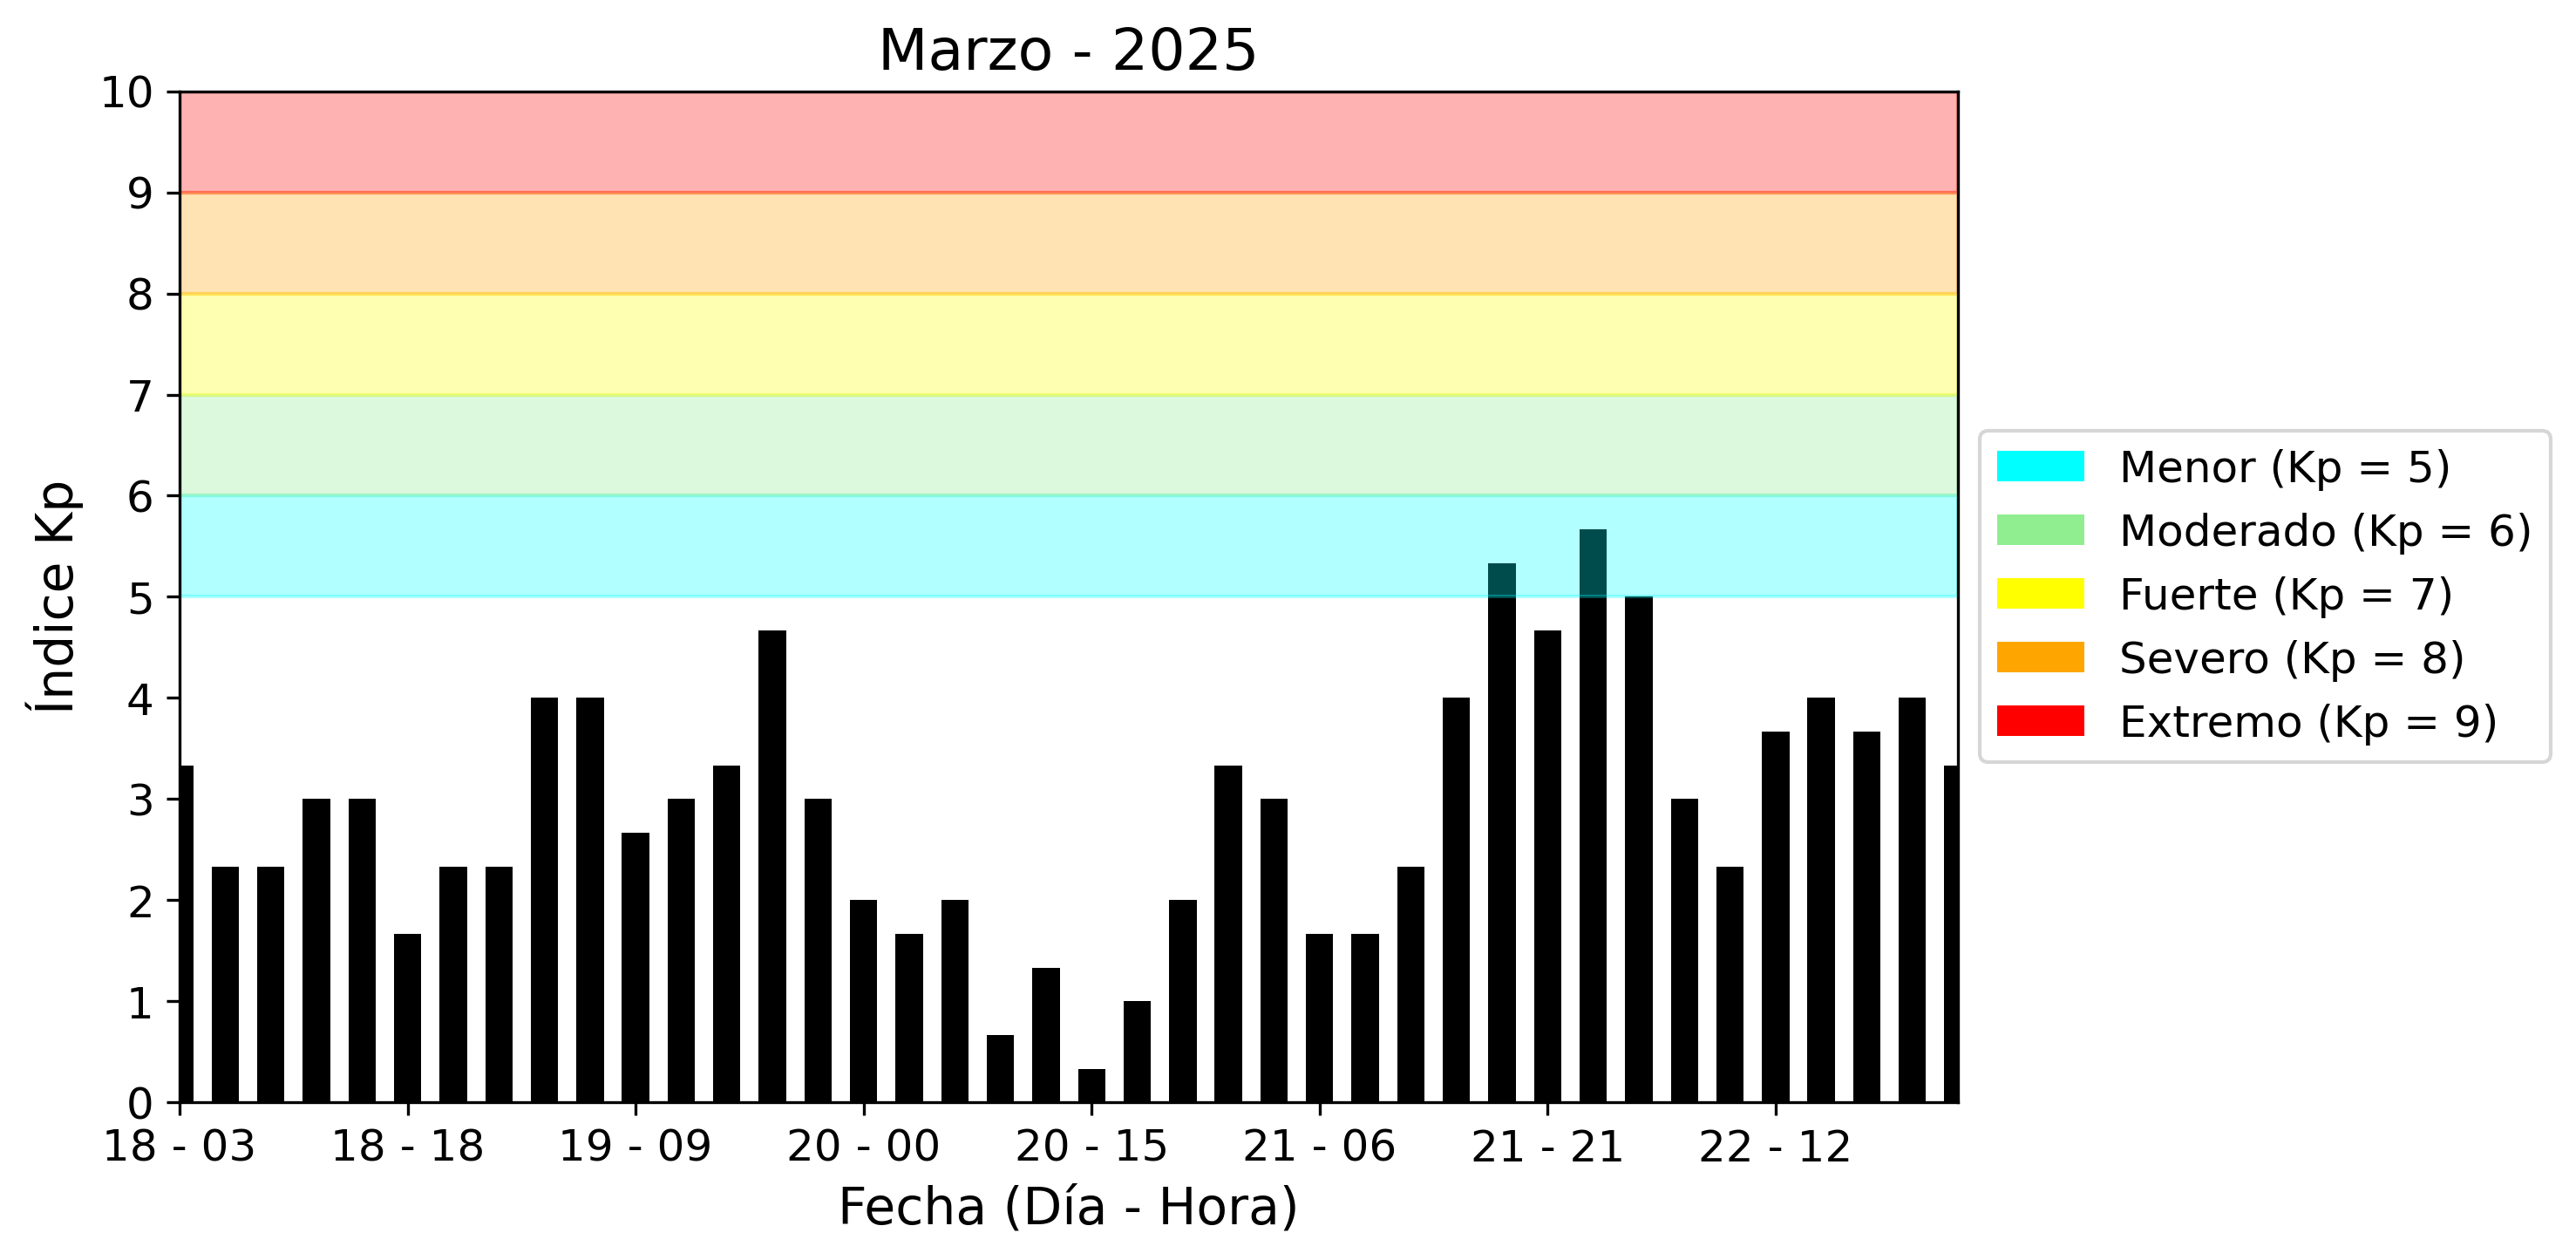 Marzo - 2025
10
9
8
7
6
5
4
3
2
1
0
Índice Kp
18 - 03
18 - 18
19 - 09
20 - 00
20 - 15
21 - 06
21 - 21
22 - 12
Fecha (Día - Hora)
Menor (Kp = 5)
Moderado (Kp = 6)
Fuerte (Kp = 7)
Severo (Kp = 8)
Extremo (Kp = 9)